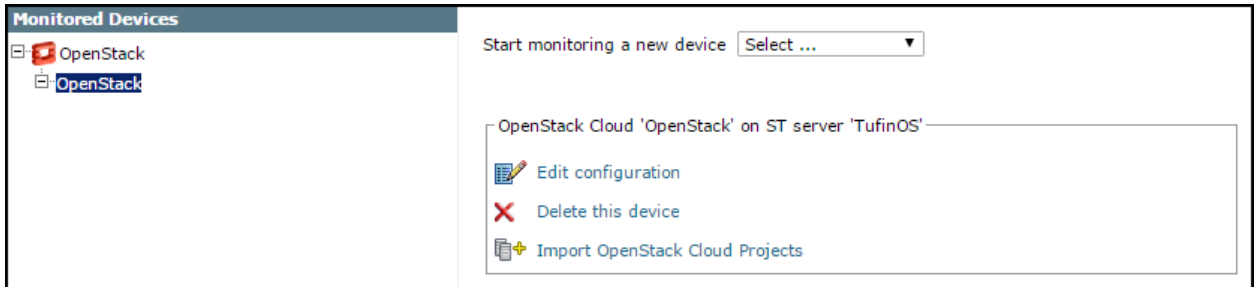 Monitored Devices
OpenStack
OpenStack
Start monitoring a new device Select ...
OpenStack Cloud 'OpenStack' on ST server 'TufinOS'
Edit configuration
Delete this device
Import OpenStack Cloud Projects